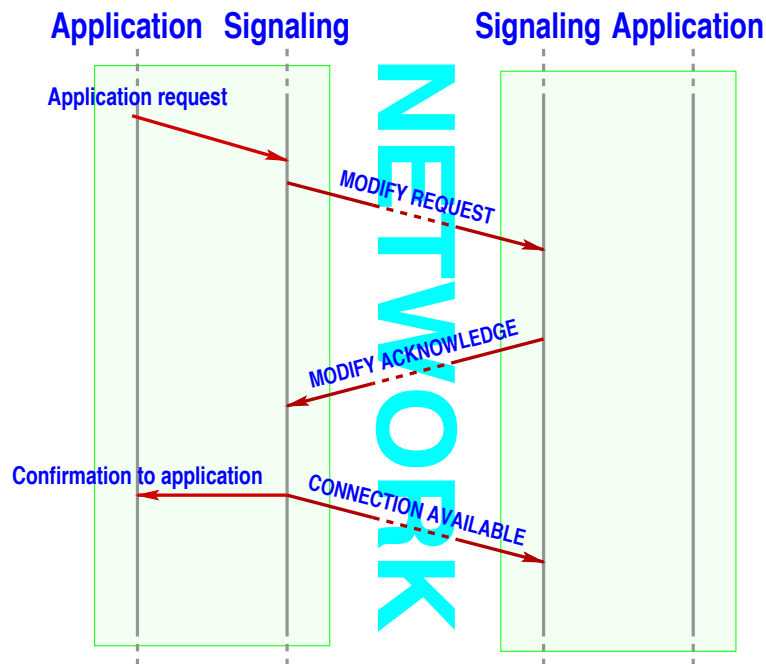 Application Signaling Signaling Application
Application request
NETWORK
MODIFY REQUEST
MODIFY ACKNOWLEDGE
Confirmation to application
CONNECTION AVAILABLE